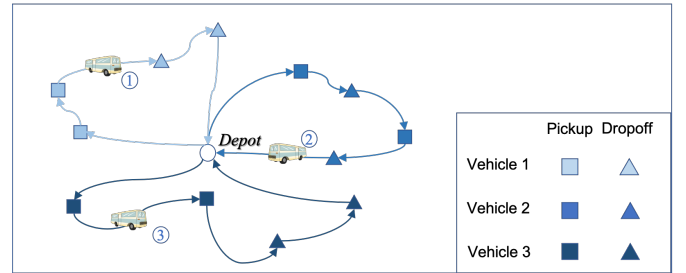 ①
Depot
②
③
Pickup Dropoff
Vehicle 1
Vehicle 2
Vehicle 3